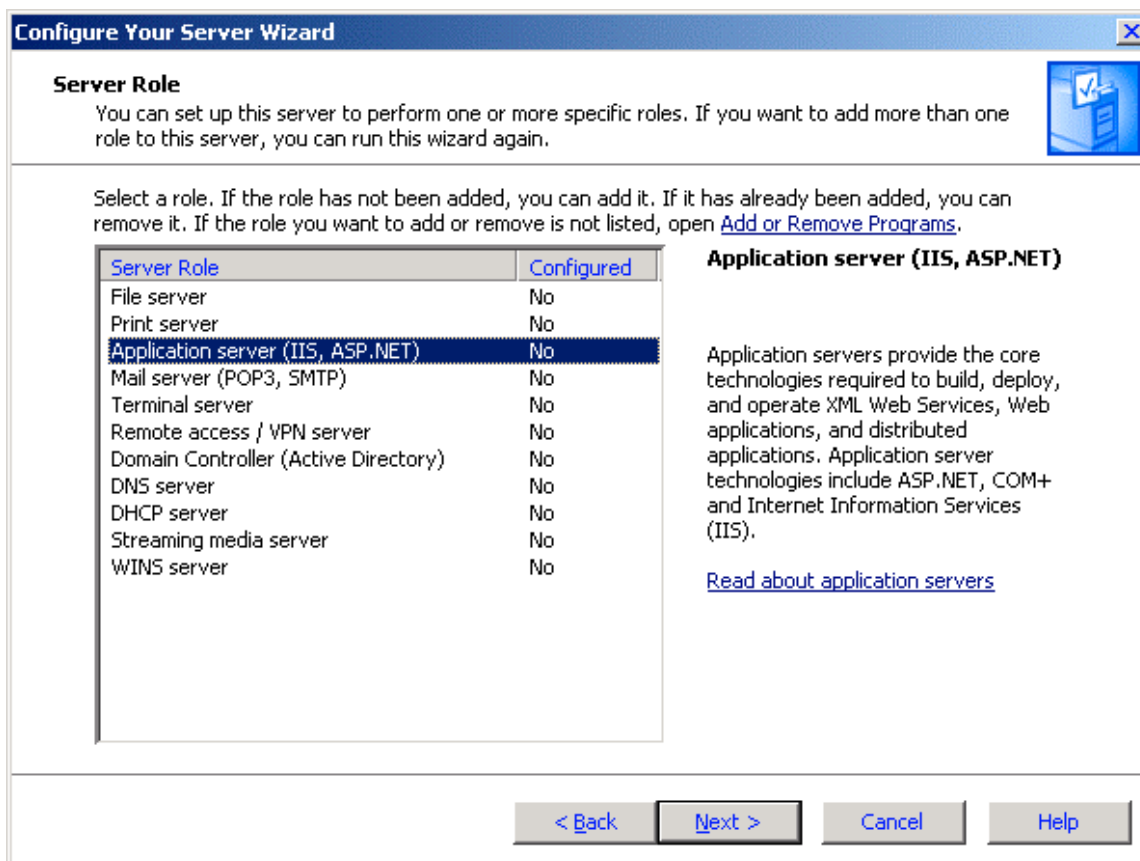 Configure Your Server Wizard
Server Role
You can set up this server to perform one or more specific roles. If you want to add more than one
role to this server, you can run this wizard again.
Select a role. If the role has not been added, you can add it. If it has already been added, you can
remove it. If the role you want to add or remove is not listed, open Add or Remove Programs.
Server Role Configured
File server No
Print server No
Application server (IIS, ASP.NET) No
Mail server (POP3, SMTP) No
Terminal server No
Remote access / VPN server No
Domain Controller (Active Directory) No
DNS server No
DHCP server No
Streaming media server No
WINS server No
Application server (IIS, ASP.NET)
Application servers provide the core
technologies required to build, deploy,
and operate XML Web Services, Web
applications, and distributed
applications. Application server
technologies include ASP.NET, COM+
and Internet Information Services
(IIS).
Read about application servers
< Back Next > Cancel Help